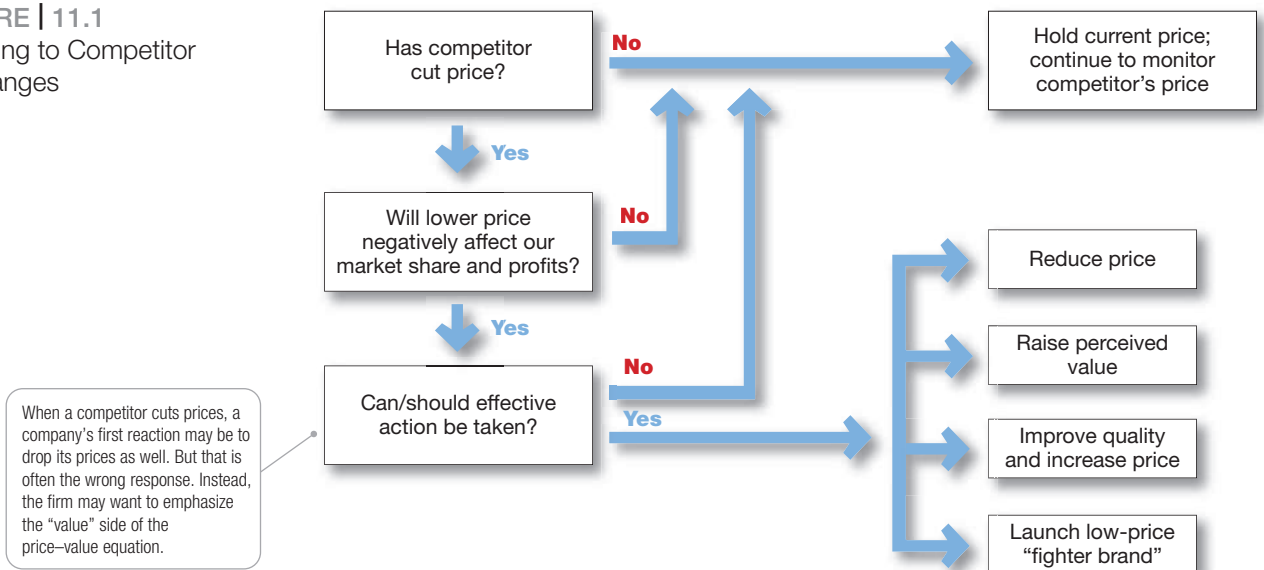 RE | 11.1
ing to Competitor
anges
Has competitor
cut price?
No
Hold current price;
continue to monitor
competitor's price
Yes
Will lower price
negatively affect our
market share and profits?
No
Yes
Can/should effective
action be taken?
No
Yes
Reduce price
Raise perceived
value
Improve quality
and increase price
Launch low-price
“fighter brand”
When a competitor cuts prices, a
company's first reaction may be to
drop its prices as well. But that is
often the wrong response. Instead,
the firm may want to emphasize
the “value” side of the
price–value equation.